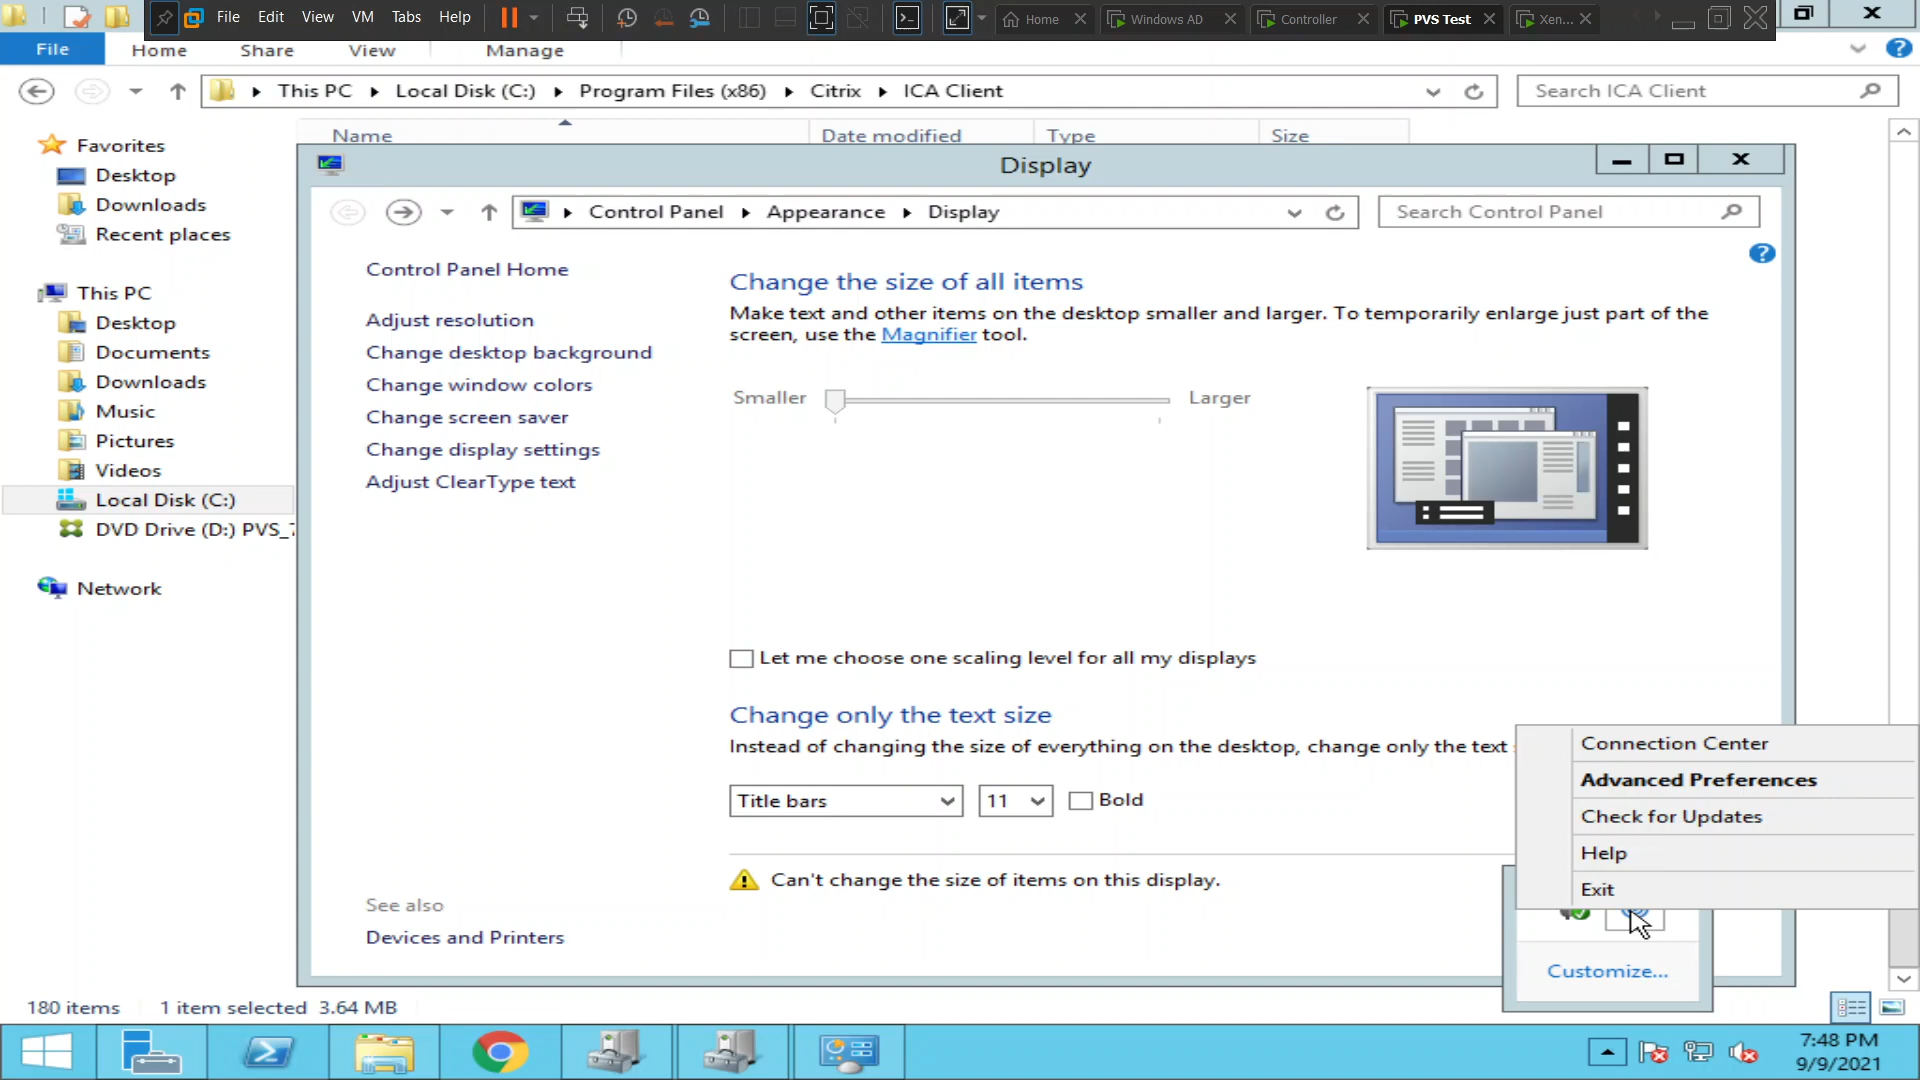 File Edit View VM Tabs Help
Home Windows AD Controller PVS Test Xen...
File Home Share View Manage
This PC Local Disk (C:) Program Files (x86) Citrix ICA Client
Search ICA Client
Name Date modified Type Size
Favorites
Desktop
Downloads
Recent places
This PC
Desktop
Documents
Downloads
Music
Pictures
Videos
Local Disk (C:)
DVD Drive (D:) PVS_7
Network
Display
Control Panel Appearance Display
Search Control Panel
Control Panel Home
Adjust resolution
Change desktop background
Change window colors
Change screen saver
Change display settings
Adjust ClearType text
See also
Devices and Printers
Change the size of all items
Make text and other items on the desktop smaller and larger. To temporarily enlarge just part of the
screen, use the Magnifier tool.
Smaller Larger
Let me choose one scaling level for all my displays
Change only the text size
Instead of changing the size of everything on the desktop, change only the text
Title bars 11 Bold
Can't change the size of items on this display.
Connection Center
Advanced Preferences
Check for Updates
Help
Exit
Customize...
180 items 1 item selected 3.64 MB
7:48 PM
9/9/2021